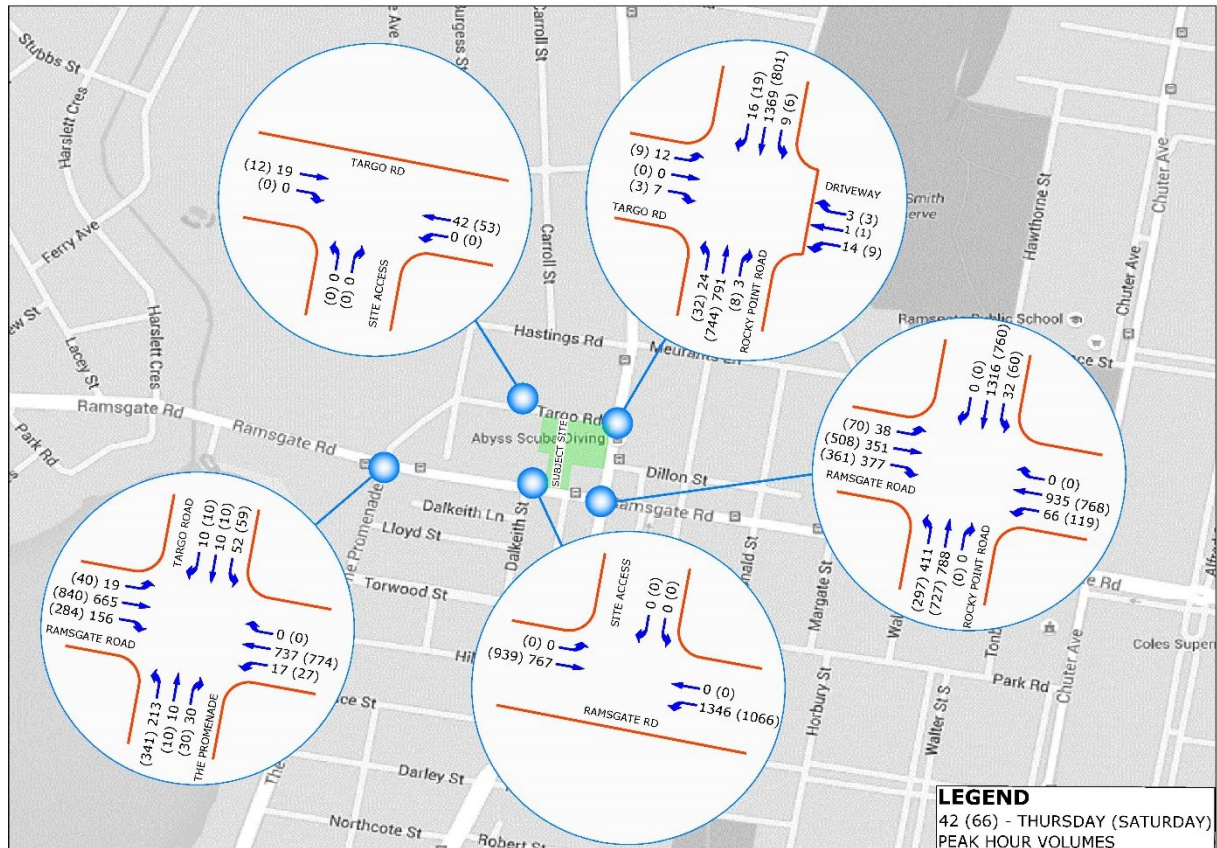 Stubbs St
Harslett Cres
Ferry Ave
Lacey St
Harslett Cres
Park Rd
Ramsgate Rd
Ramsgate Rd
Ave
Burgess St
Carroll St
Carroll St
Hastings Rd
Targo Rd
Abyss Scuba Diving
SUBJECT SITE
Dillon St
Ramsgate Rd
Dalkeith Ln
Dalkeith St
Lloyd St
Torwood St
Darley St
Northcote St
Robert St
Smith
Ramsgate Public School
Hawthorne St
Chuter Ave
Chuter Ave
Chuter Ave
Margate St
Horbury St
Walter St S
Park Rd
Coles Super
TARGO RD
(12) 19
(0) 0
42 (53)
0 (0)
(0) 0
(0) 0
SITE ACCESS
16 (19)
1369 (801)
9 (6)
(9) 12
(0) 0
(3) 7
TARGO RD
DRIVEWAY
3 (3)
1 (1)
14 (9)
(32) 24
(744) 791
(8) 3
ROCKY POINT ROAD
0 (0)
1316 (760)
32 (60)
(70) 38
(508) 351
(361) 377
RAMSGATE ROAD
0 (0)
935 (768)
66 (119)
(297) 411
(727) 788
(0) 0
ROCKY POINT ROAD
TARGO ROAD
10 (10)
10 (10)
52 (59)
(40) 19
(840) 665
(284) 156
RAMSGATE ROAD
0 (0)
737 (774)
17 (27)
(341) 213
(10) 10
(30) 30
THE PROMENADE
SITE ACCESS
0 (0)
0 (0)
(0) 0
(939) 767
0 (0)
1346 (1066)
RAMSGATE RD
LEGEND
42 (66) - THURSDAY (SATURDAY)
PEAK HOUR VOLUMES